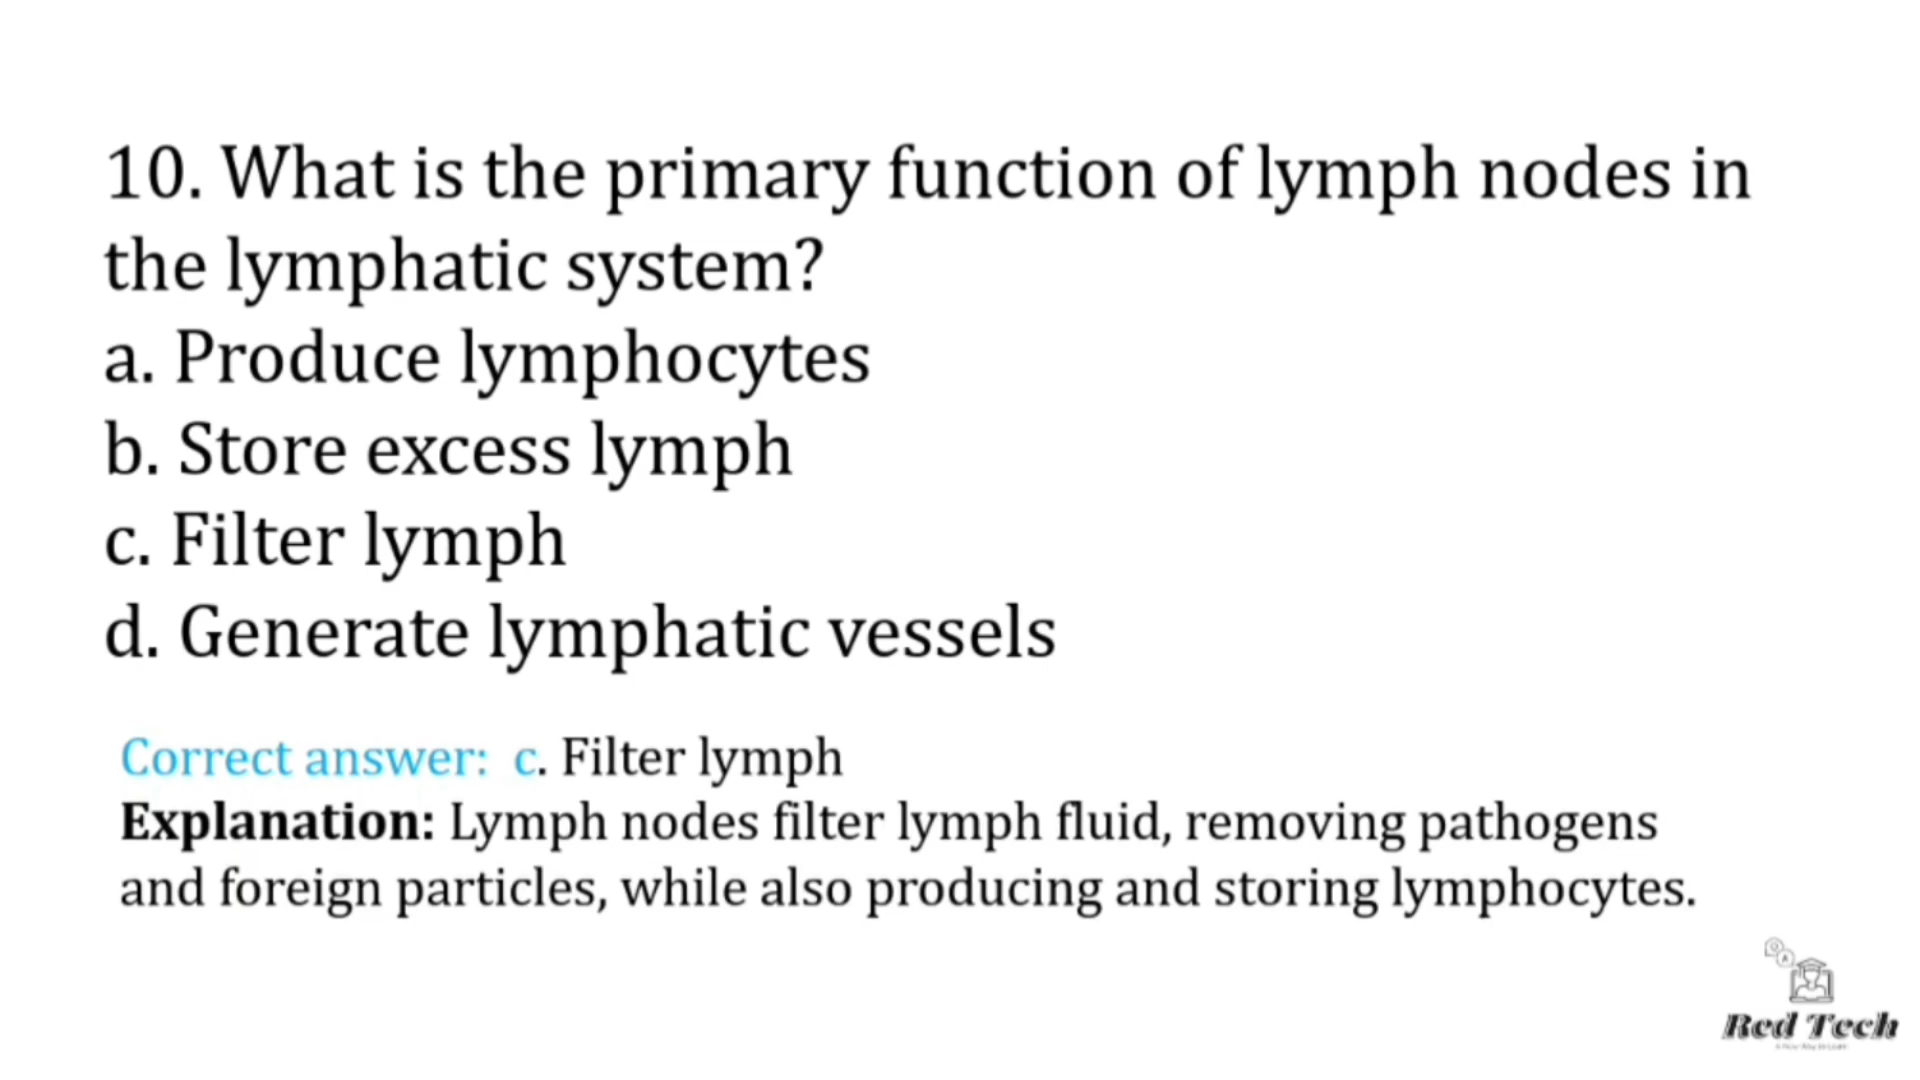 10. What is the primary function of lymph nodes in
the lymphatic system?
a. Produce lymphocytes
b. Store excess lymph
c. Filter lymph
d. Generate lymphatic vessels
Correct answer: c. Filter lymph
Explanation: Lymph nodes filter lymph fluid, removing pathogens
and foreign particles, while also producing and storing lymphocytes.
Q
A
Red Tech